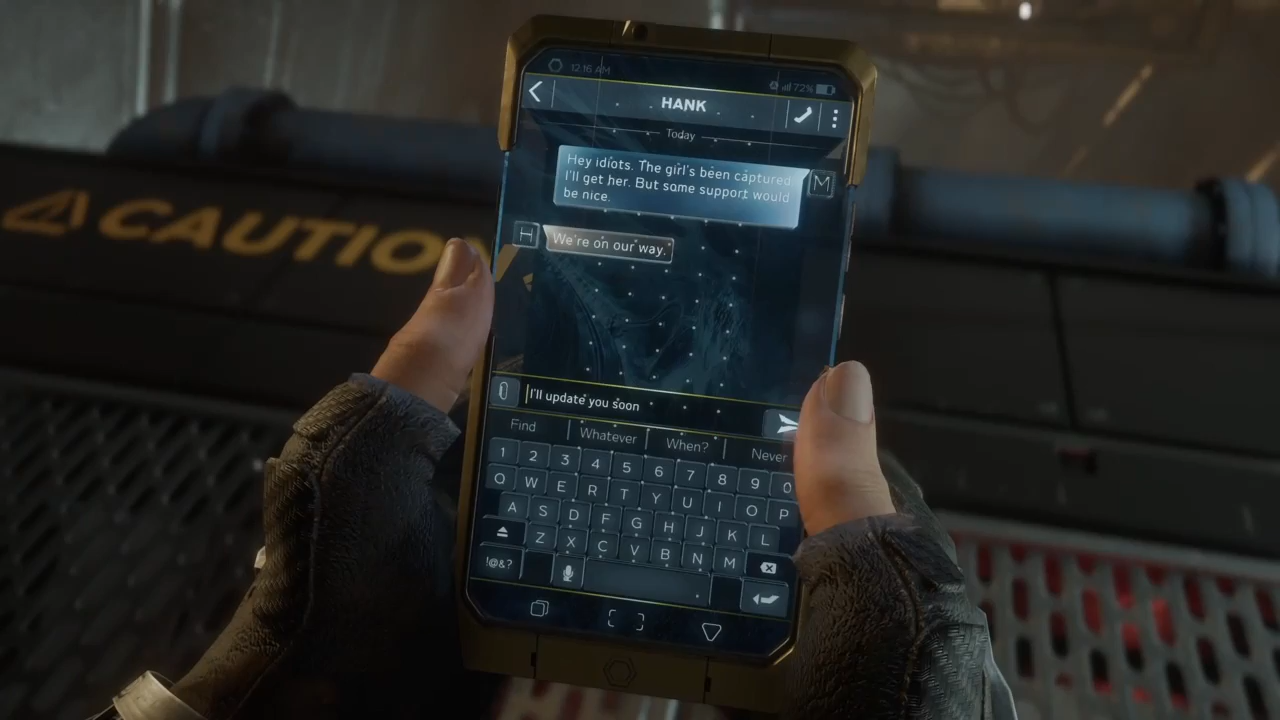 12:16 AM
72%
HANK
Today
Hey idiots. The girl's been captured
I'll get her. But some support would
be nice.
M
H
We're on our way.
CAUTION
I'll update you soon
Find Whatever When? Never
1 2 3 4 5 6 7 8 9 0
Q W E R T Y U I O P
A S D F G H J K L
Z X C V B N M
!@&?